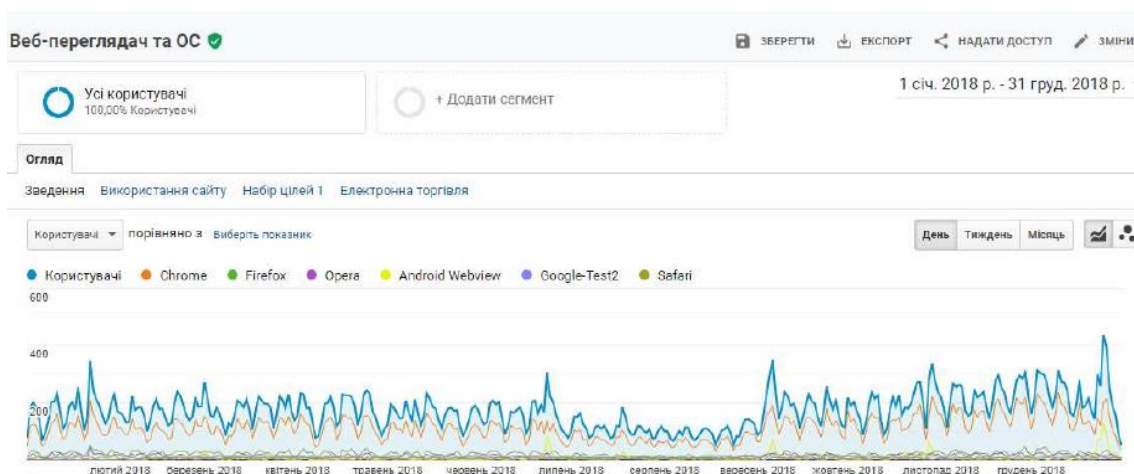 Веб-переглядач та ОС
ЗБЕРЕГТИ ЕКСПОРТ НАДАТИ ДОСТУП ЗМІНИ
Усі користувачі
100,00% Користувачі
+ Додати сегмент
1 січ. 2018 р. - 31 груд. 2018 р.
Огляд
Зведення Використання сайту Набір цілей 1 Електронна торгівля
Користувачі порівняно з Виберіть показник
День Тиждень Місяць
Користувачі Chrome Firefox Opera Android Webview Google-Test2 Safari
600
400
200
лютий 2018 березень 2018 квітень 2018 травень 2018 червень 2018 липень 2018 серпень 2018 вересень 2018 жовтень 2018 листопад 2018 грудень 2018